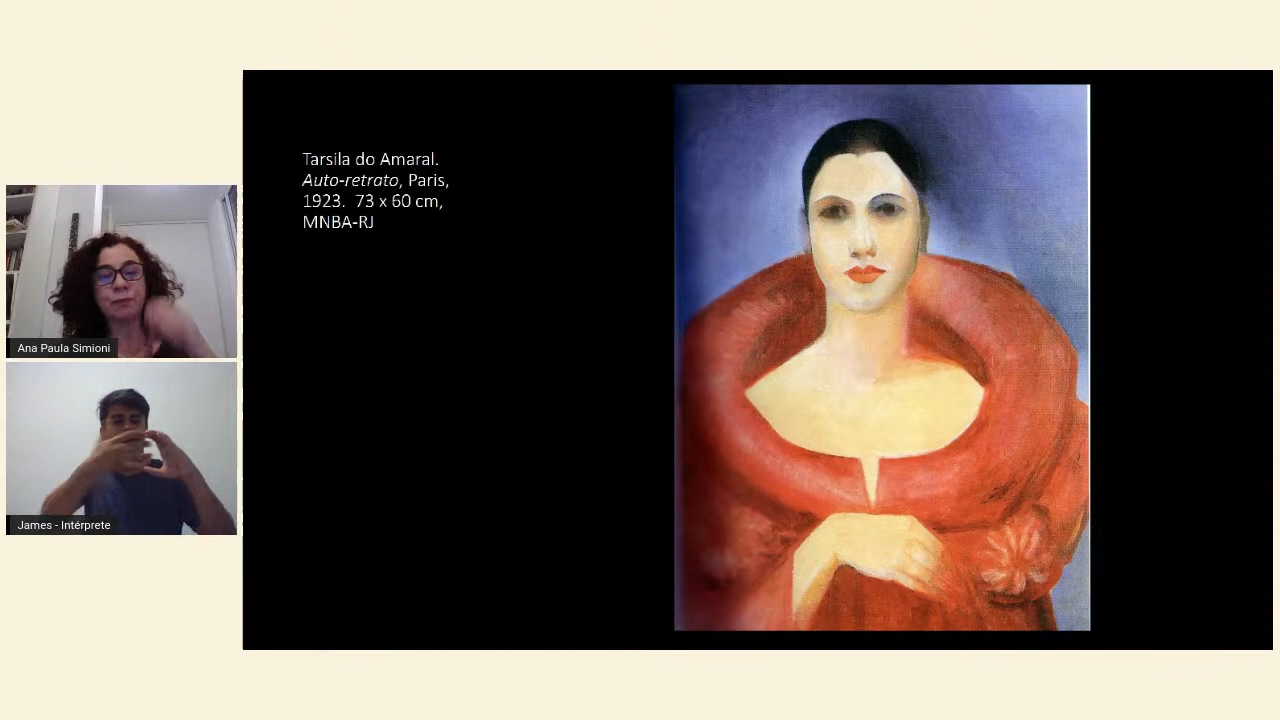 Tarsila do Amaral.
Auto-retrato, Paris,
1923. 73 x 60 cm,
MNBA-RJ
Ana Paula Simioni
James - Intérprete